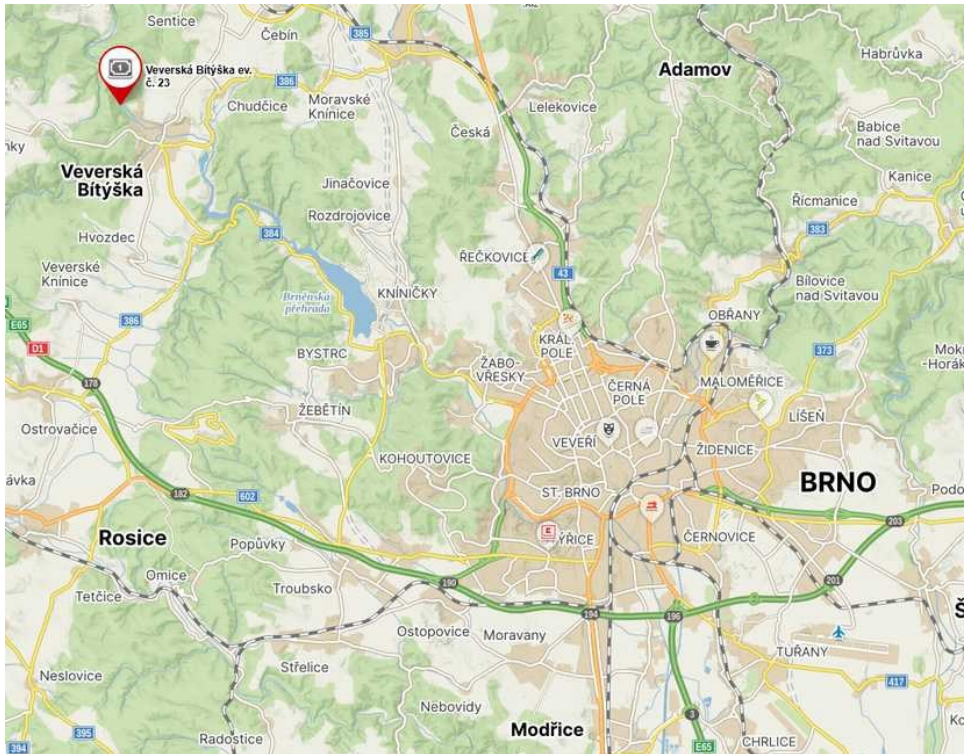 Sentice
Čebín
385
Habrůvka
1
Veverská Bítýška ev.
č. 23
386
Adamov
Chudčice
Moravské
Knínice
Lelekovice
Česká
Babice
nad Svitavou
Veverská
Bítýška
Jinačovice
Kanice
Řícmanice
Rozdrojovice
383
Hvozdec
384
ŘEČKOVICE
43
Veverské
Knínice
Brněnská
přehrada
KNÍNIČKY
Bílovice
nad Svitavou
E65
386
OBŘANY
D1
BYSTRC
KRÁL.
POLE
373
178
ŽABO-
VŘESKY
ČERNÁ
POLE
MALOMĚŘICE
ŽEBĚTÍN
LÍŠEŇ
Ostrovačice
VEVEŘÍ
ŽIDENICE
KOHOUTOVICE
BRNO
182
602
ST. BRNO
203
Rosice
Popůvky
ČERNOVICE
Omice
190
201
Tetčice
Troubsko
194
196
Ostopovice
Moravany
TUŘANY
Střelice
Neslovice
417
Nebovidy
3
395
Modřice
394
Radostice
E65
CHRLICE